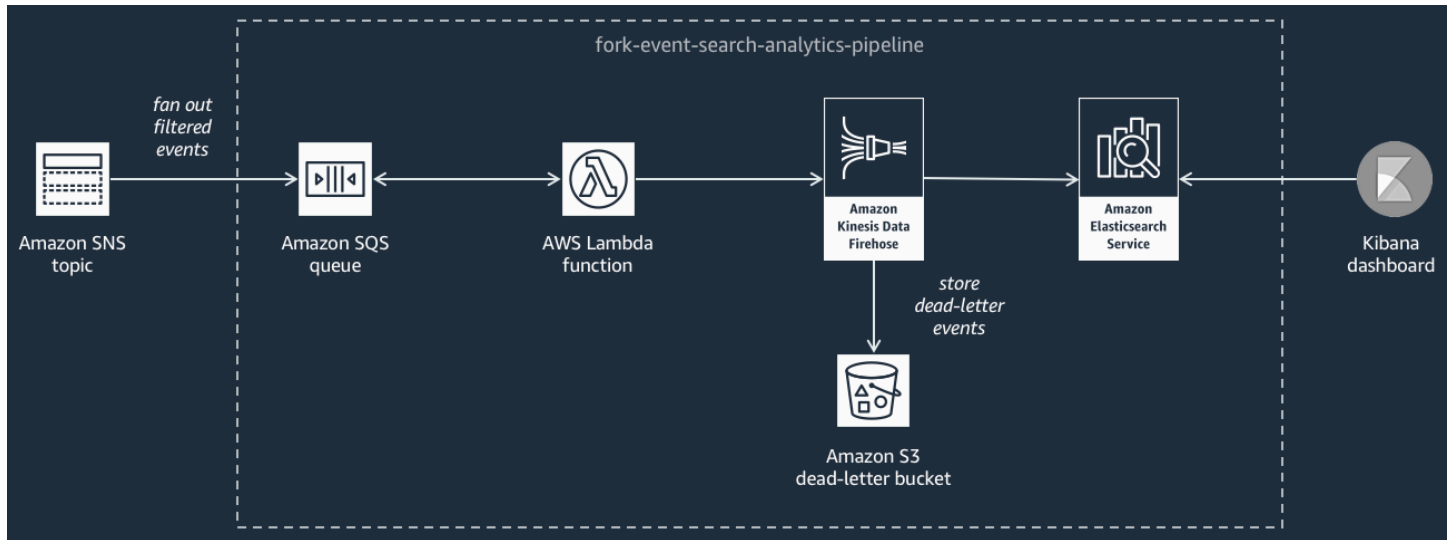 fork-event-search-analytics-pipeline
fan out
filtered
events
Amazon SNS
topic
Amazon SQS
queue
AWS Lambda
function
Amazon
Kinesis Data
Firehose
Amazon
Elasticsearch
Service
Kibana
dashboard
store
dead-letter
events
Amazon S3
dead-letter bucket